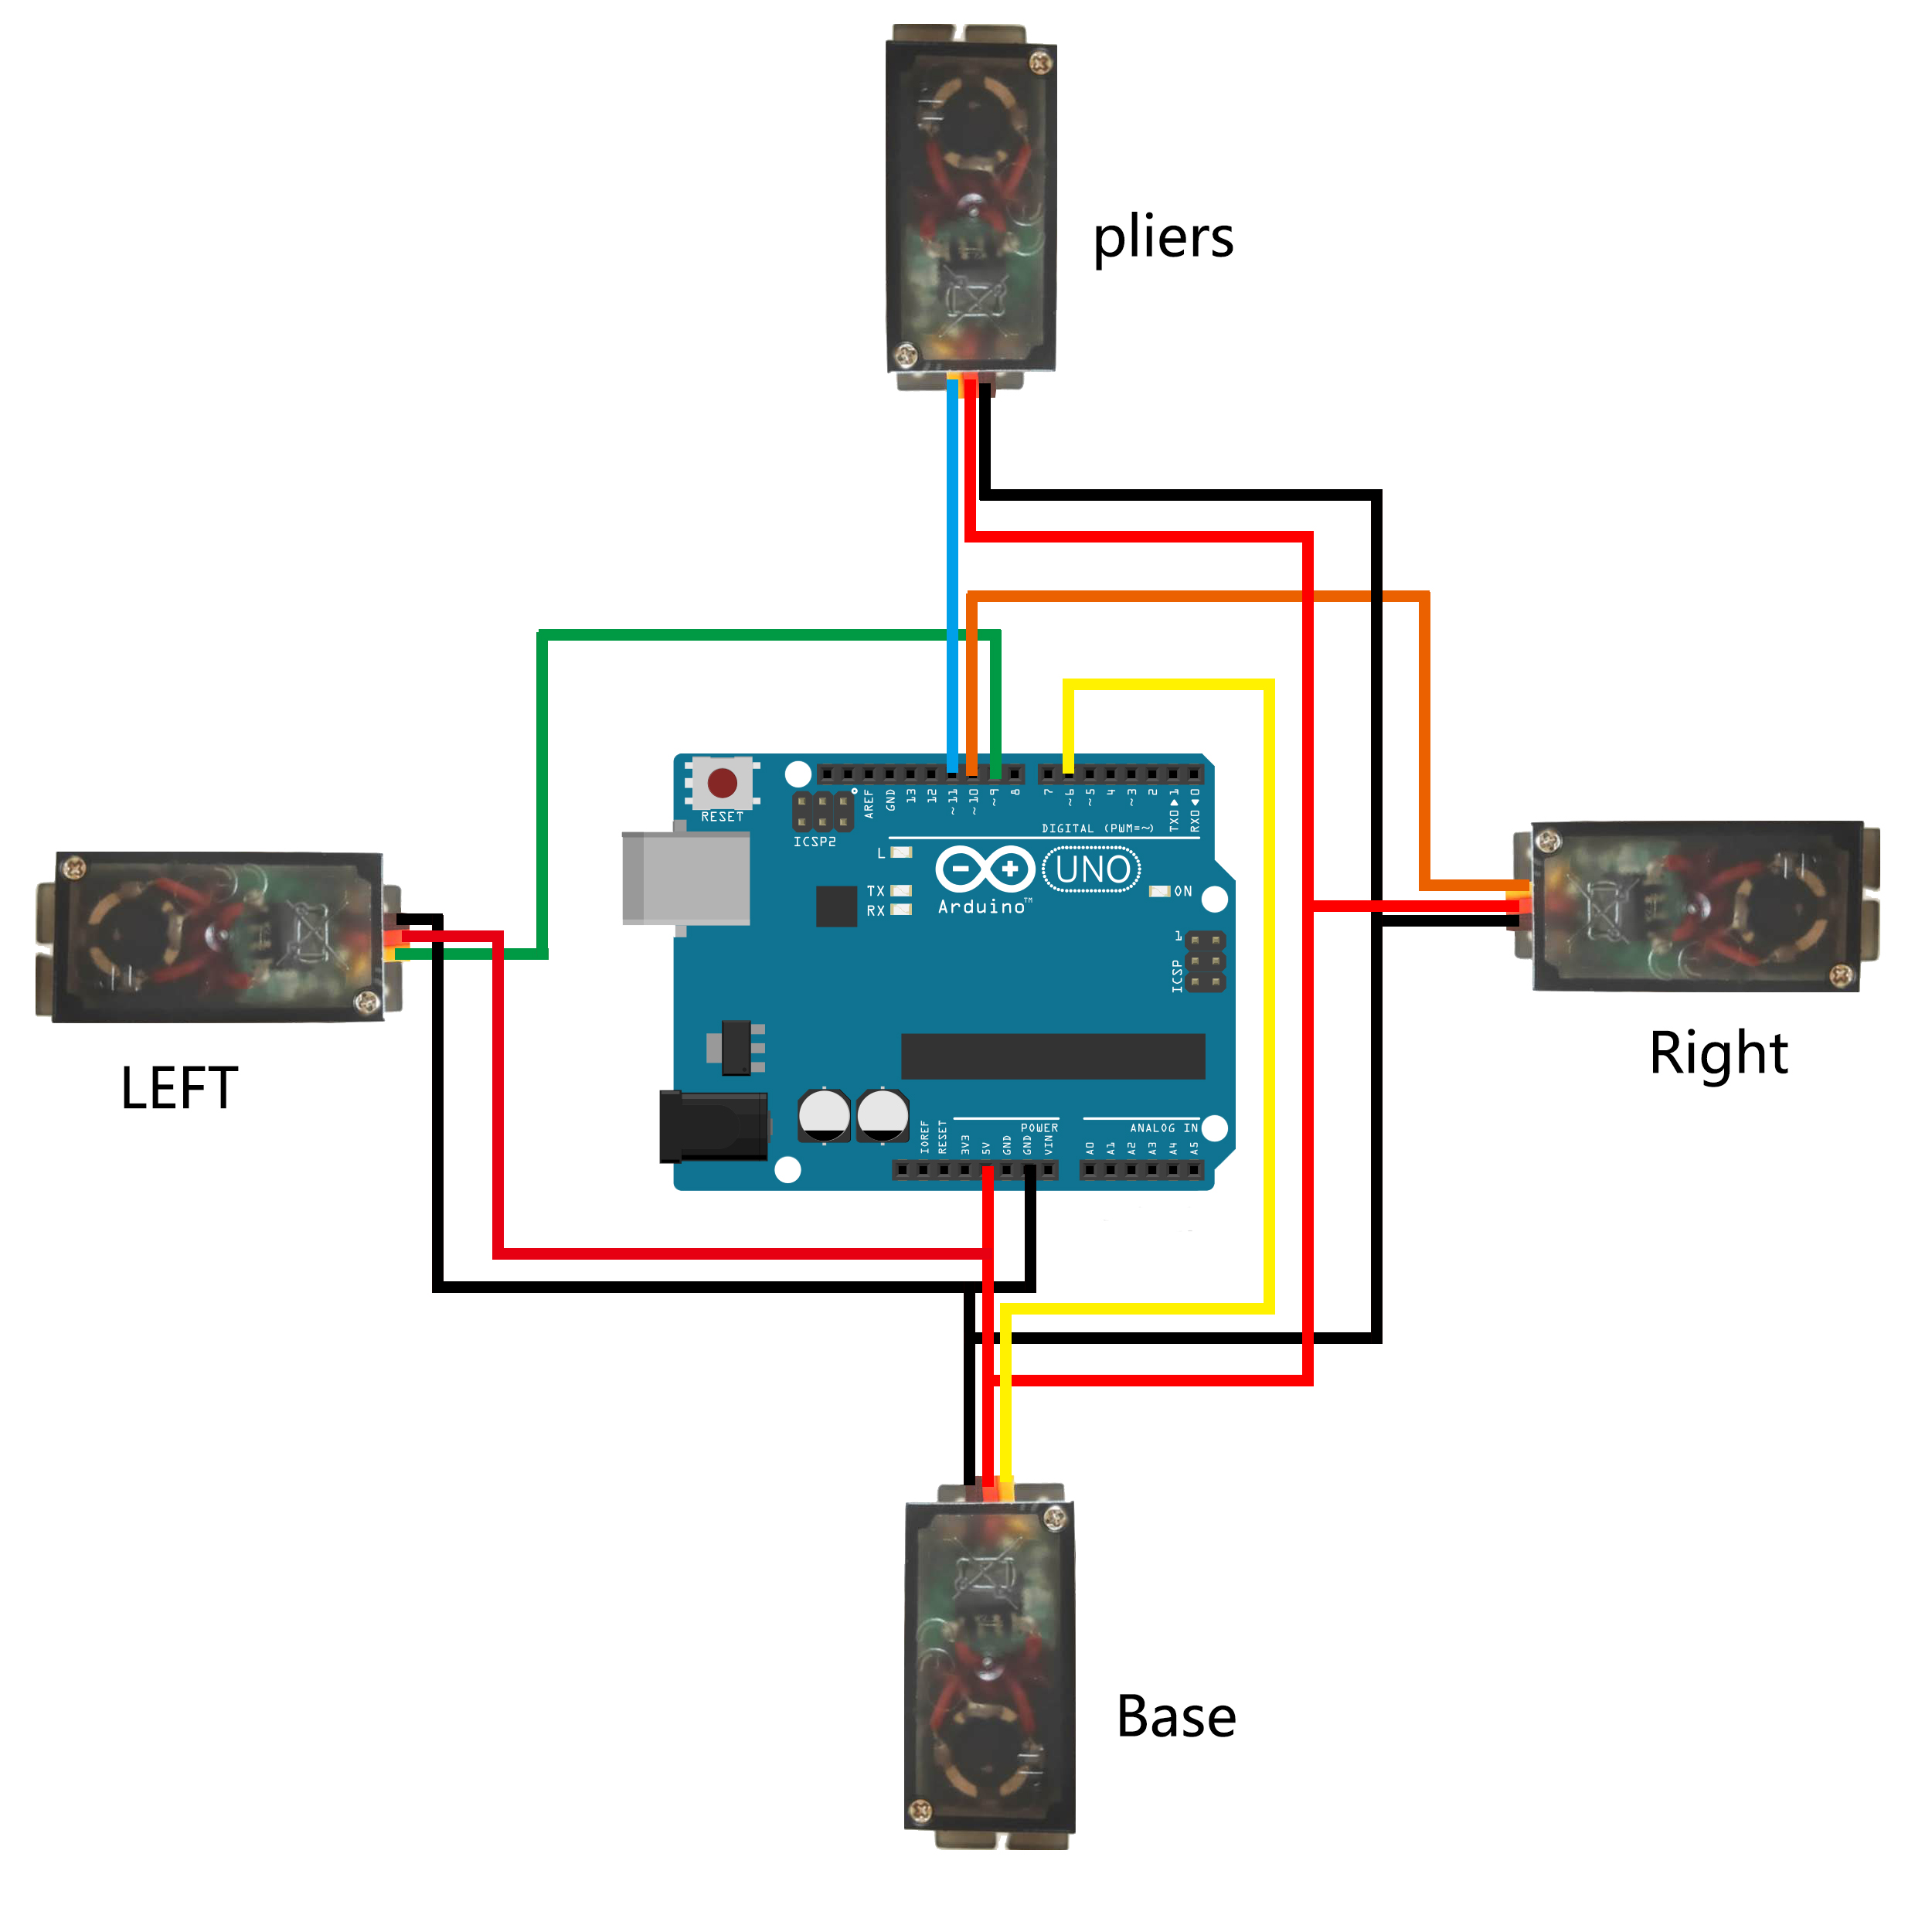 pliers
RESET
ICSP2
AREF
GND
13
12
~11
~10
~9
8
7
~6
~5
4
~3
2
TX0▶1
RX0◀0
DIGITAL (PWM=~)
L
TX
RX
UNO
Arduino™
ON
1
ICSP
LEFT
Right
POWER
ANALOG IN
IOREF
RESET
3V3
5V
GND
GND
VIN
A0
A1
A2
A3
A4
A5
Base